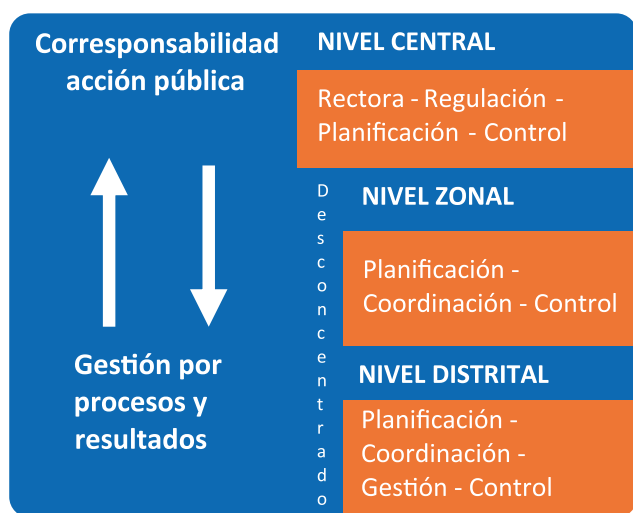 Corresponsabilidad
acción pública
Gestión por
procesos y
resultados
NIVEL CENTRAL
Rectora - Regulación -
Planificación - Control
Desconcentrado
NIVEL ZONAL
Planificación -
Coordinación - Control
NIVEL DISTRITAL
Planificación -
Coordinación -
Gestión - Control